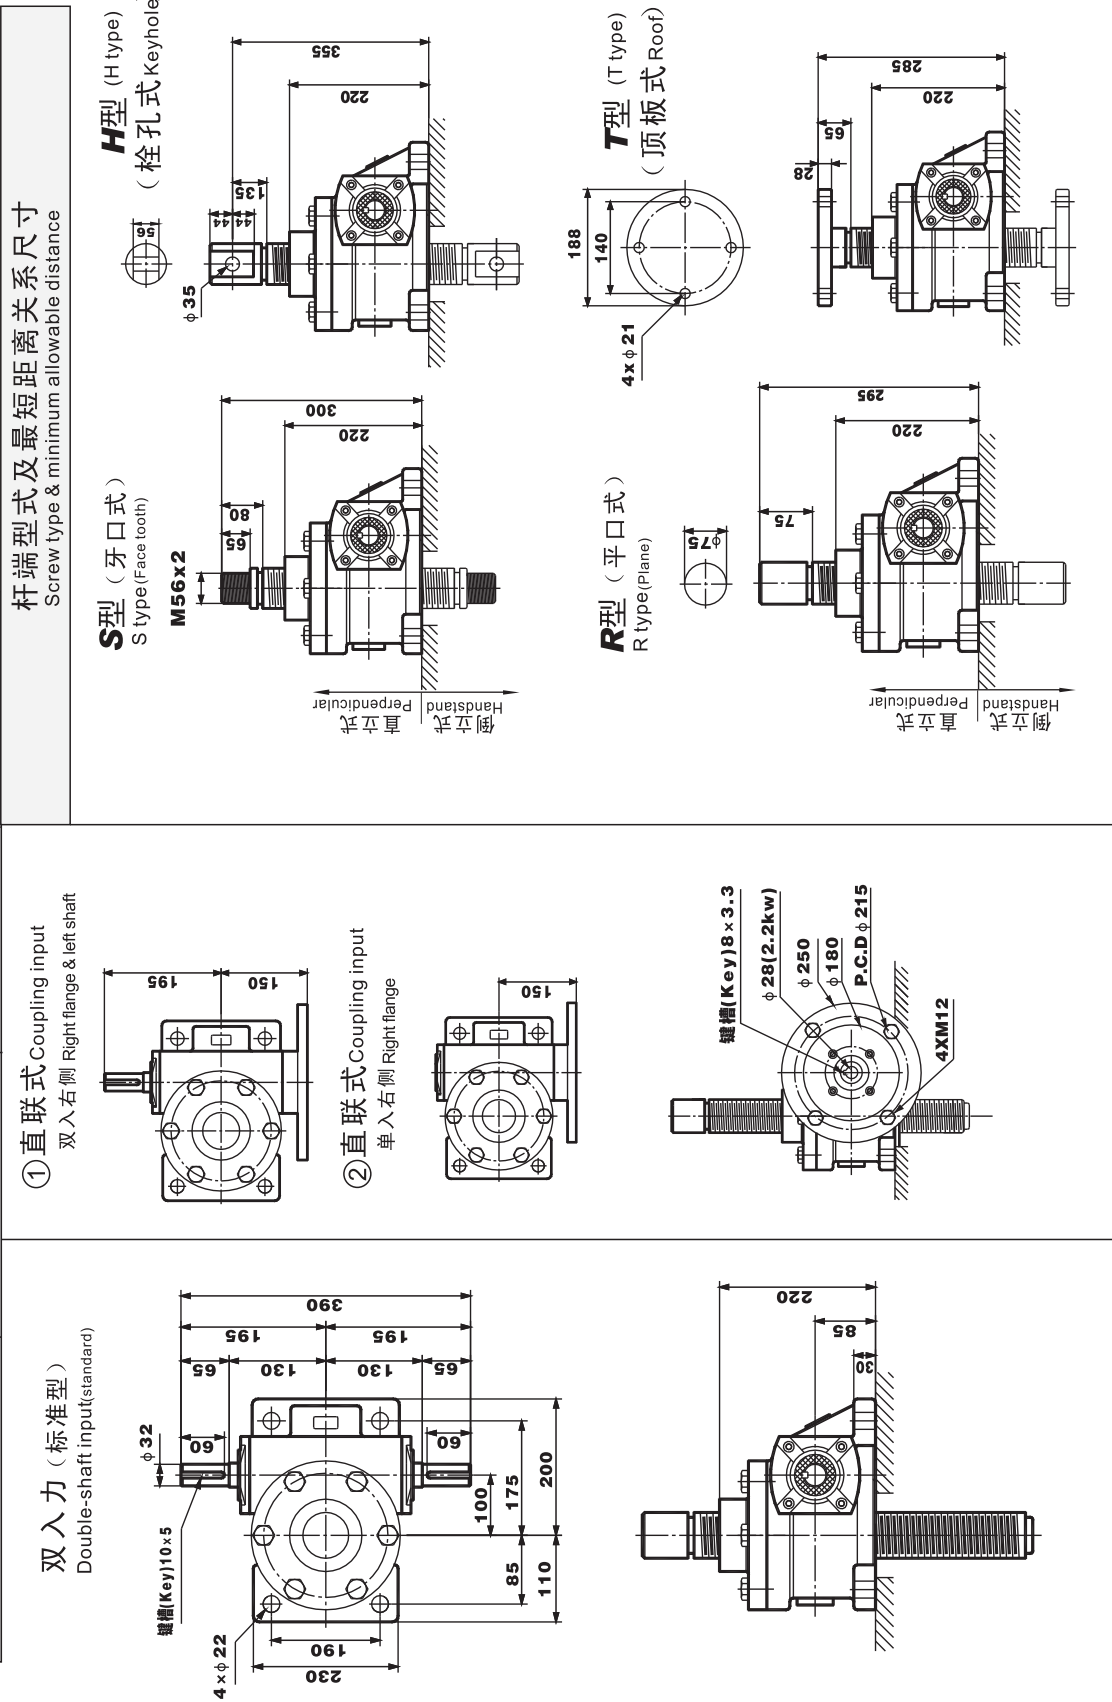 双入力（标准型）
Double-shaft input(standard)
键槽(Key)10×5
4×φ22
φ32
60
60
65
130
130
65
195
195
390
100
175
200
85
110
190
230
220
85
30
①直联式Coupling input
双入右侧 Right flange & left shaft
195
150
②直联式Coupling input
单入右侧 Right flange
150
键槽(Key)8×3.3
φ28(2.2kw)
φ250
φ180
P.C.D φ215
4XM12
杆端型式及最短距离关系尺寸
Screw type & minimum allowable distance
S型（牙口式）
S type(Face tooth)
M56x2
65
80
220
300
直立式
Perpendicular
倒立式
Handstand
H型(H type)
（栓孔式Keyhole
φ35
56
44
44
135
220
355
R型（平口式）
R type(Plane)
φ75
75
220
295
直立式
Perpendicular
倒立式
Handstand
T型(T type)
（顶板式Roof)
188
140
4xφ21
28
65
220
285